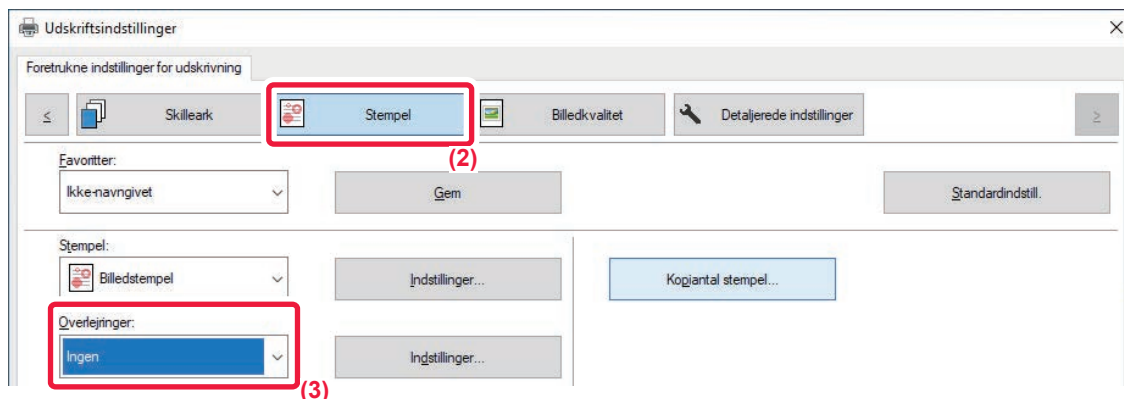 Udskriftsindstillinger
Foretrukne indstillinger for udskrivning
< Skilleark Stempel Billedkvalitet Detaljerede indstillinger >
(2)
Favoritter:
Ikke-navngivet Gem Standardindstill.
Stempel:
Billedstempel Indstillinger... Kopiantal stempel...
Overlejringer:
Ingen Indstillinger...
(3)